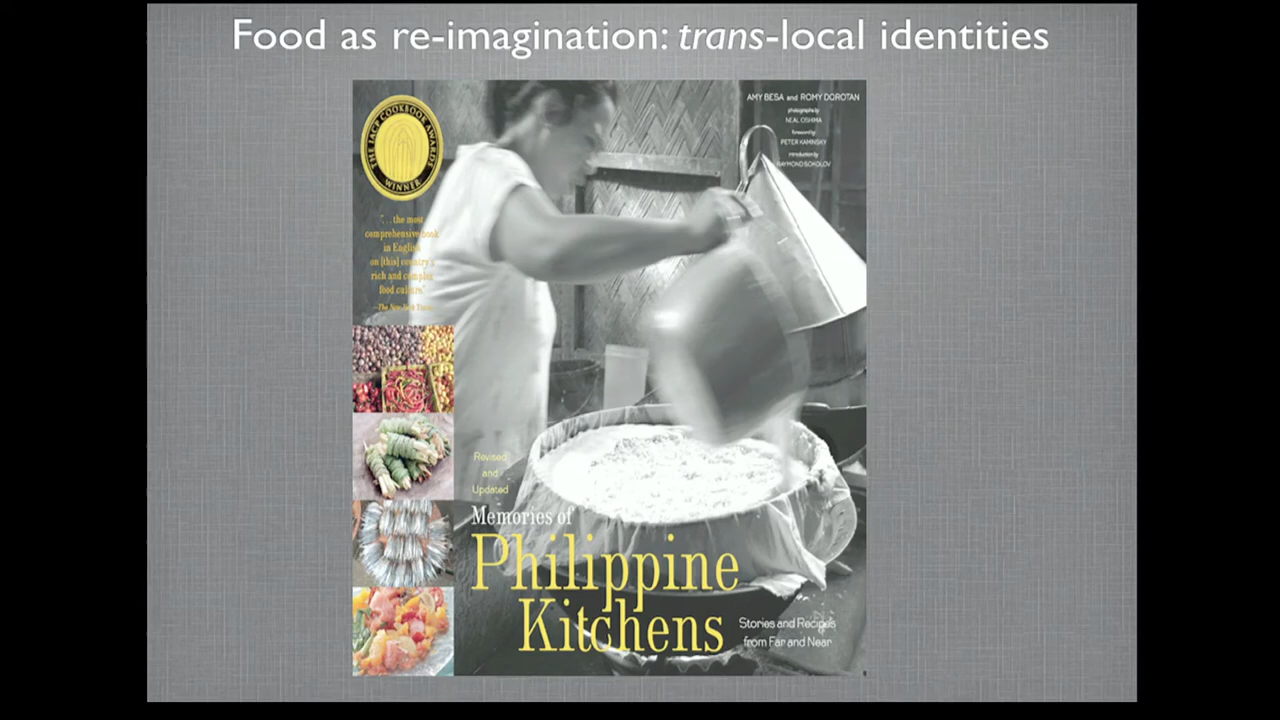 Food as re-imagination: trans-local identities
AMY BESA and ROMY DOROTAN
photographs by
NEAL OSHIMA
foreword by
PETER KAMINSKY
introduction by
RAYMOND SOKOLOV
THE IACP COOKBOOK AWARDS
WINNER
"...the most
comprehensive book
in English
on [this] country's
rich and complex
food culture."
—The New York Times
Revised
and
Updated
Memories of
Philippine
Kitchens
Stories and Recipes
from Far and Near